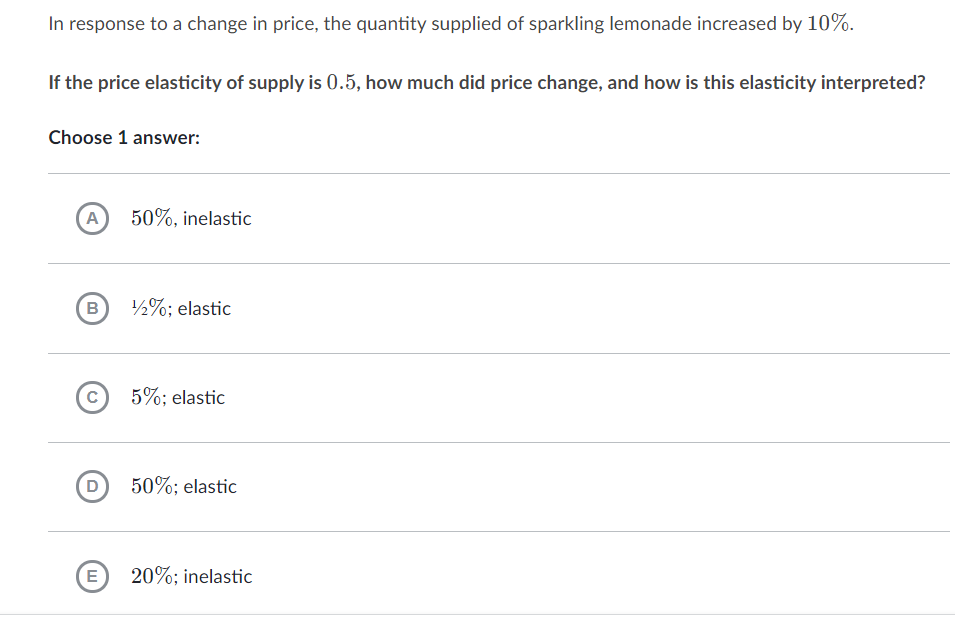 In response to a change in price, the quantity supplied of sparkling lemonade increased by 10%.
If the price elasticity of supply is 0.5, how much did price change, and how is this elasticity interpreted?
Choose 1 answer:
A 50%, inelastic
B ½%; elastic
C 5%; elastic
D 50%; elastic
E 20%; inelastic